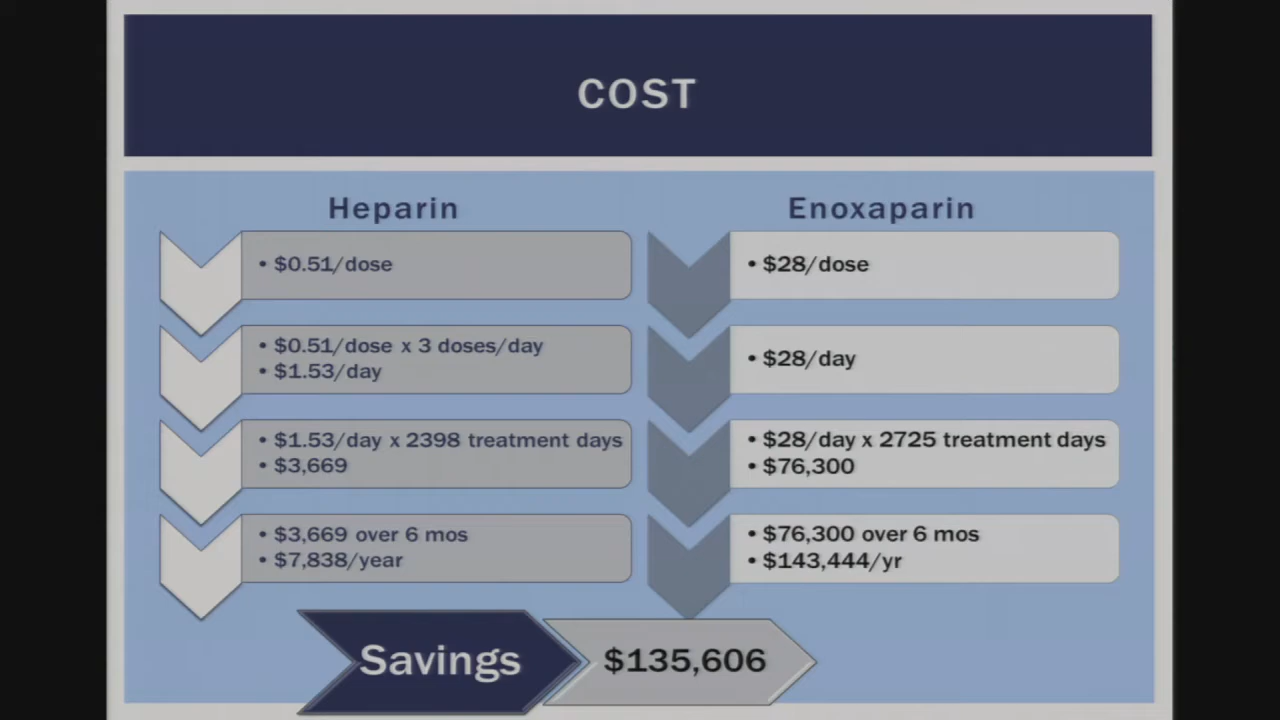 COST
Heparin
• $0.51/dose
• $0.51/dose x 3 doses/day
• $1.53/day
• $1.53/day x 2398 treatment days
• $3,669
• $3,669 over 6 mos
• $7,838/year
Enoxaparin
• $28/dose
• $28/day
• $28/day x 2725 treatment days
• $76,300
• $76,300 over 6 mos
• $143,444/yr
Savings
$135,606